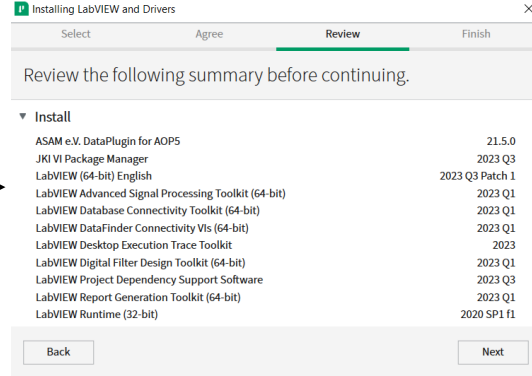 Installing LabVIEW and Drivers
Select Agree Review Finish
Review the following summary before continuing.
Install
ASAM e.V. DataPlugin for AOP5 21.5.0
JKI VI Package Manager 2023 Q3
LabVIEW (64-bit) English 2023 Q3 Patch 1
LabVIEW Advanced Signal Processing Toolkit (64-bit) 2023 Q1
LabVIEW Database Connectivity Toolkit (64-bit) 2023 Q1
LabVIEW DataFinder Connectivity VIs (64-bit) 2023 Q1
LabVIEW Desktop Execution Trace Toolkit 2023
LabVIEW Digital Filter Design Toolkit (64-bit) 2023 Q1
LabVIEW Project Dependency Support Software 2023 Q3
LabVIEW Report Generation Toolkit (64-bit) 2023 Q1
LabVIEW Runtime (32-bit) 2020 SP1 f1
Back Next